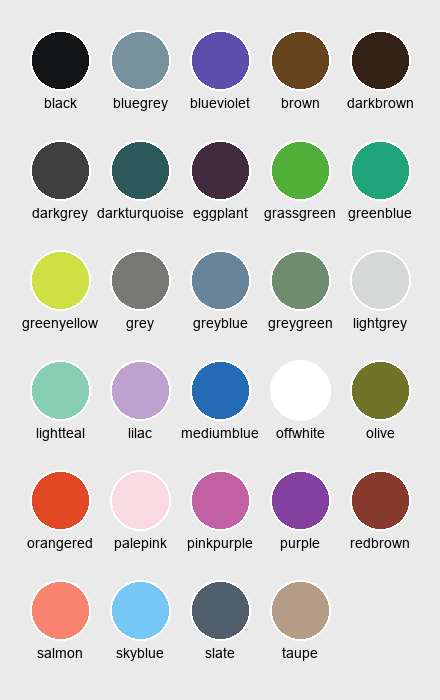 black bluegrey blueviolet brown darkbrown
darkgrey darkturquoise eggplant grassgreen greenblue
greenyellow grey greyblue greygreen lightgrey
lightteal lilac mediumblue offwhite olive
orangered palepink pinkpurple purple redbrown
salmon skyblue slate taupe